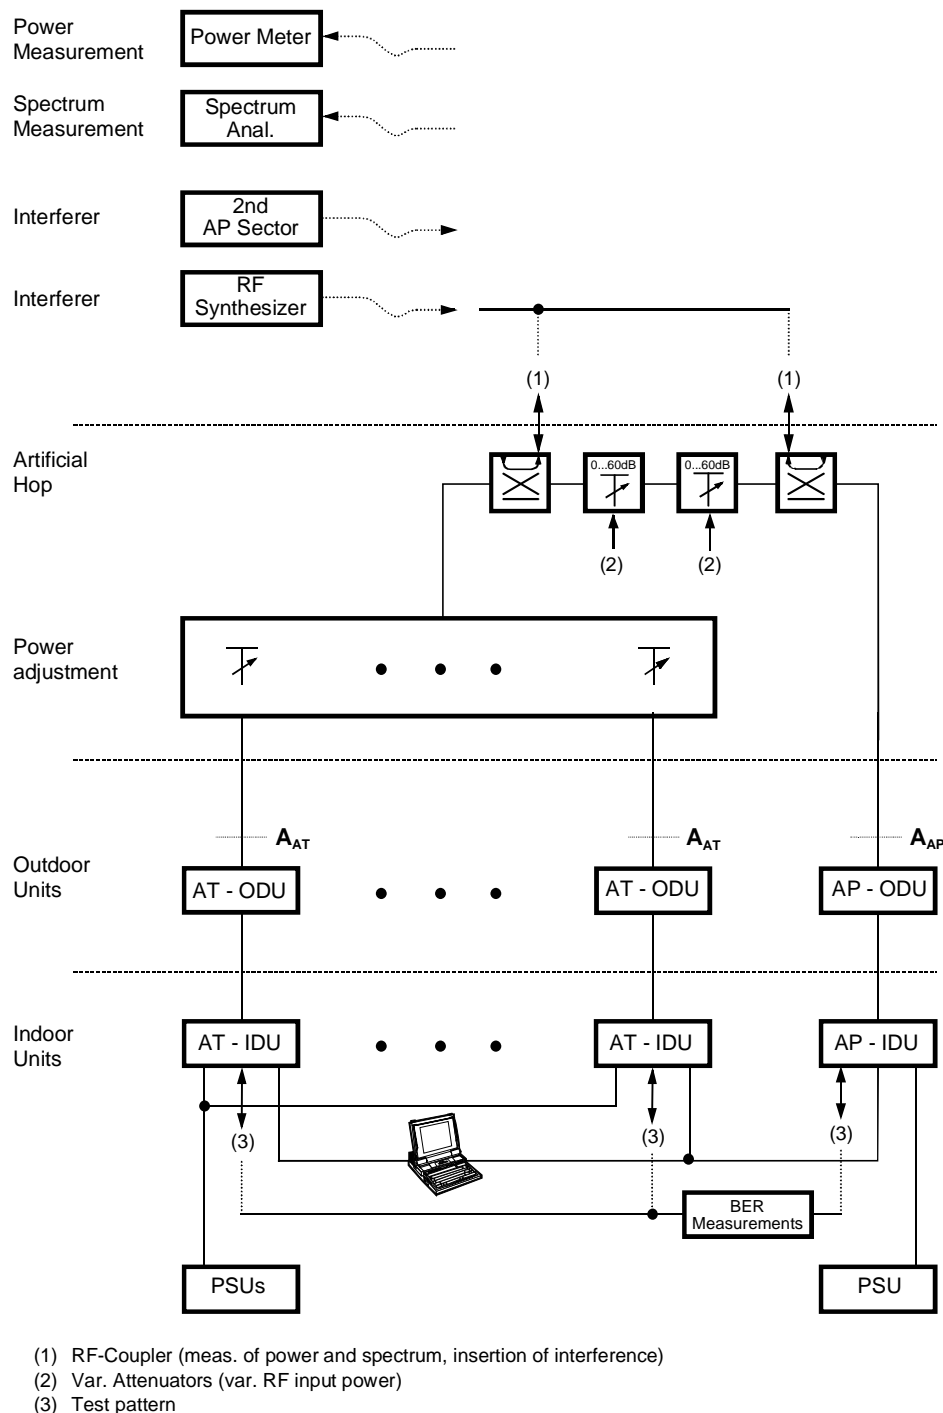 Power
Measurement
Power Meter
Spectrum
Measurement
Spectrum
Anal.
Interferer
2nd
AP Sector
Interferer
RF
Synthesizer
(1)
(1)
Artificial
Hop
0...60dB
0...60dB
(2)
(2)
Power
adjustment
A_AT
A_AT
A_AP
Outdoor
Units
AT - ODU
AT - ODU
AP - ODU
Indoor
Units
AT - IDU
AT - IDU
AP - IDU
(3)
(3)
(3)
BER
Measurements
PSUs
PSU
(1) RF-Coupler (meas. of power and spectrum, insertion of interference)
(2) Var. Attenuators (var. RF input power)
(3) Test pattern